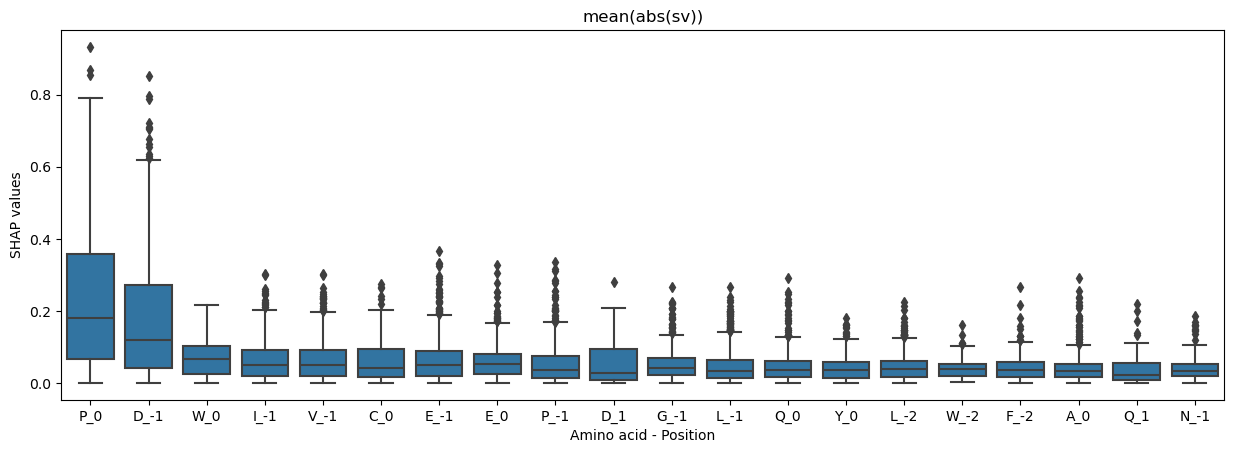 mean(abs(sv))
SHAP values
0.8
0.6
0.4
0.2
0.0
P_0 D_-1 W_0 I_-1 V_-1 C_0 E_-1 E_0 P_-1 D_1 G_-1 L_-1 Q_0 Y_0 L_-2 W_-2 F_-2 A_0 Q_1 N_-1
Amino acid - Position